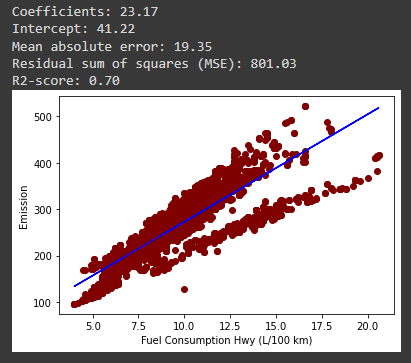 Coefficients: 23.17
Intercept: 41.22
Mean absolute error: 19.35
Residual sum of squares (MSE): 801.03
R2-score: 0.70
500
400
300
200
100
Emission
5.0 7.5 10.0 12.5 15.0 17.5 20.0
Fuel Consumption Hwy (L/100 km)